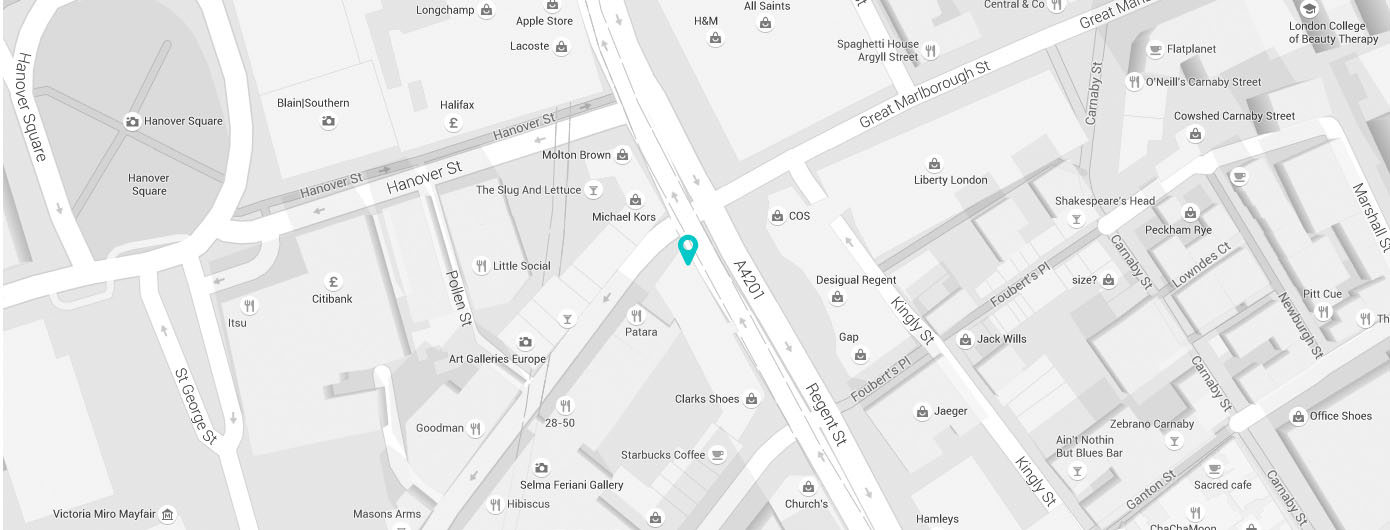 Longchamp
Apple Store
Lacoste
H&M
All Saints
Spaghetti House
Argyll Street
Central & Co
London College
of Beauty Therapy
Flatplanet
O'Neill's Carnaby Street
Cowshed Carnaby Street
Great Marlborough St
Carnaby St
Hanover Square
Hanover Square
Hanover
Square
Blain|Southern
Halifax
£
Hanover St
Hanover St
Hanover St
Molton Brown
The Slug And Lettuce
Michael Kors
Liberty London
COS
Shakespeare's Head
Peckham Rye
Marshall St
Lowndes Ct
Carnaby St
size?
Foubert's Pl
Newburgh St
Pitt Cue
Little Social
Pollen St
£
Citibank
Itsu
A4201
Desigual Regent
Kingly St
Gap
Jack Wills
Patara
Art Galleries Europe
Foubert's Pl
Carnaby St
St George St
Clarks Shoes
Regent St
Jaeger
Office Shoes
28-50
Goodman
Zebrano Carnaby
Ain't Nothin
But Blues Bar
Starbucks Coffee
Selma Feriani Gallery
Kingly St
Sacred cafe
Ganton St
Carnaby St
Hibiscus
Church's
Masons Arms
Victoria Miro Mayfair
Hamleys
ChaChaMoon